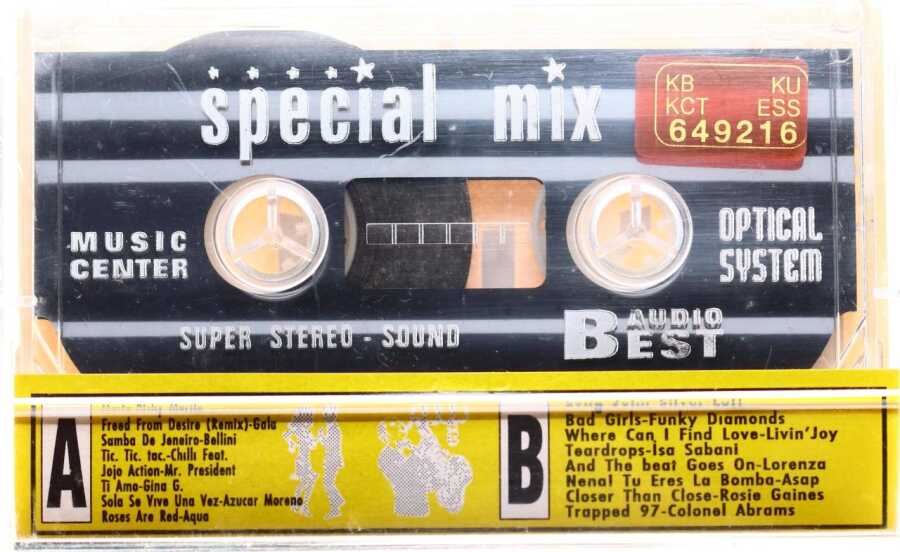 special mix
KB KU
KCT ESS
649216
MUSIC
CENTER
OPTICAL
SYSTEM
SUPER STEREO - SOUND
AUDIO
BEST
A
Freed From Desire (Remix)-Gala
Samba De Jeneiro-Bellini
Tic. Tic. tac.-Chilli Feat.
Jojo Action-Mr. President
Ti Amo-Gina G.
Sola Se Vive Una Vez-Azucar Moreno
Roses Are Red-Aqua
B
Bad Girls-Funky Diamonds
Where Can I Find Love-Livin'Joy
Teardrops-Isa Sabani
And The beat Goes On-Lorenza
Nena! Tu Eres La Bomba-Asap
Closer Than Close-Rosie Gaines
Trapped 97-Colonel Abrams